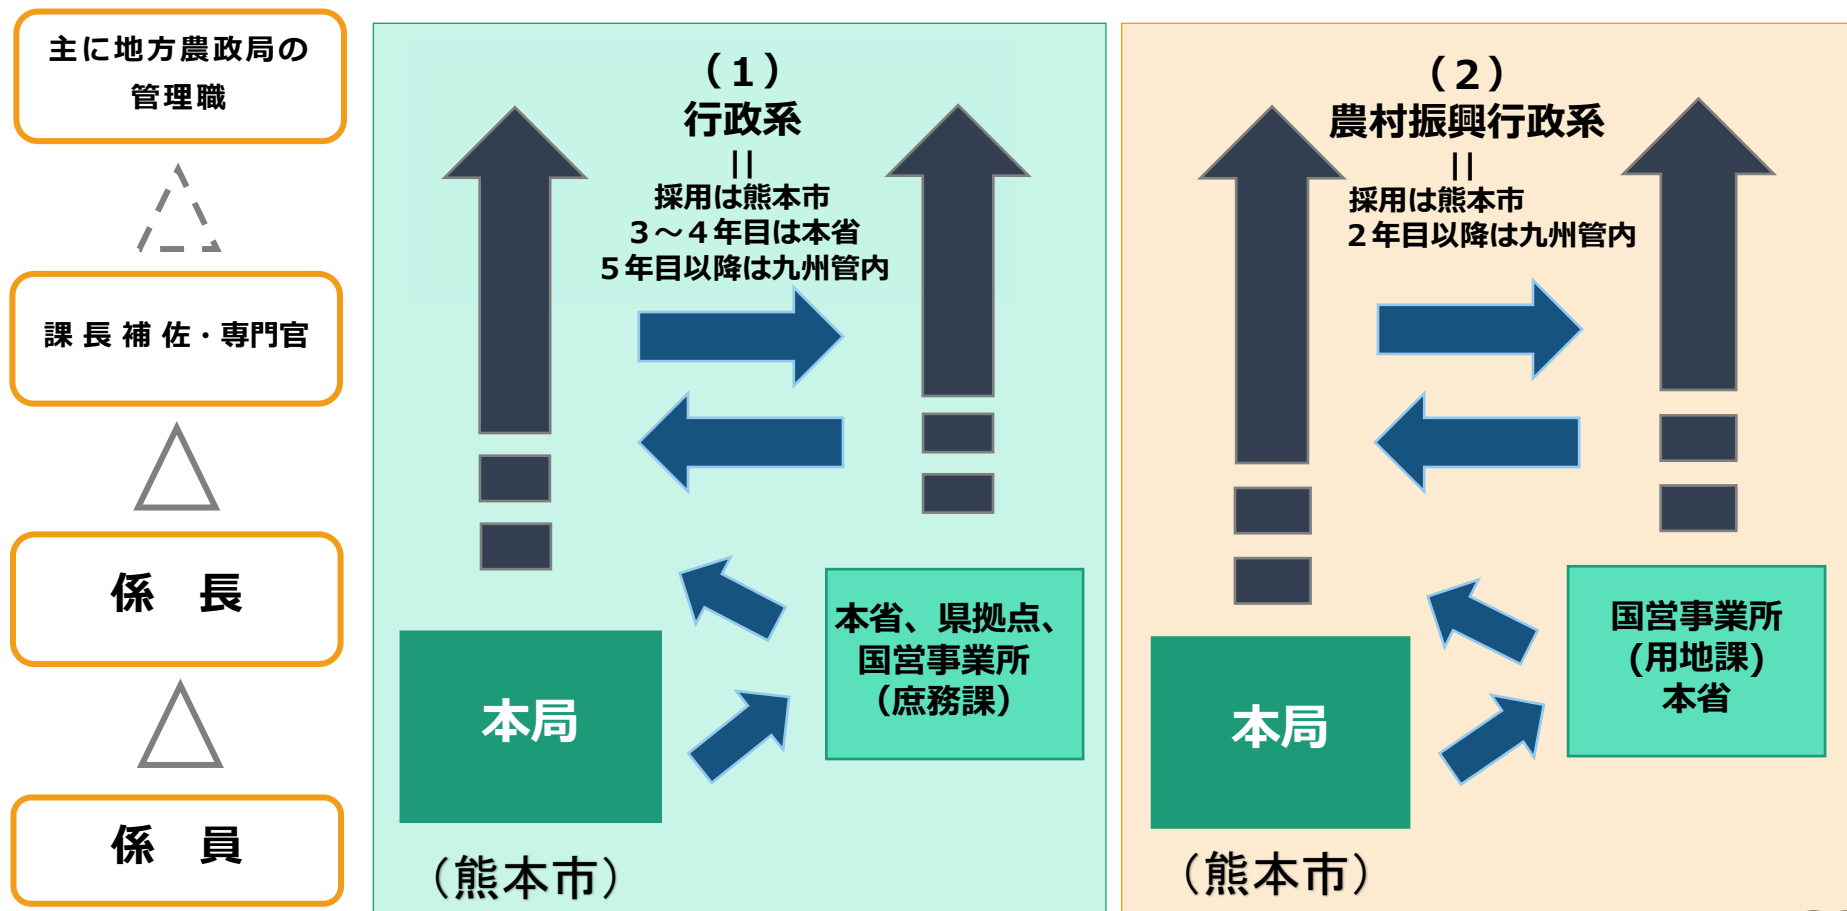 主に地方農政局の
管理職
課長補佐・専門官
係 長
係 員
（１）
行政系
||
採用は熊本市
３～４年目は本省
５年目以降は九州管内
本省、県拠点、
国営事業所
（庶務課）
本局
（熊本市）
（２）
農村振興行政系
||
採用は熊本市
２年目以降は九州管内
国営事業所
(用地課)
本省
本局
（熊本市）